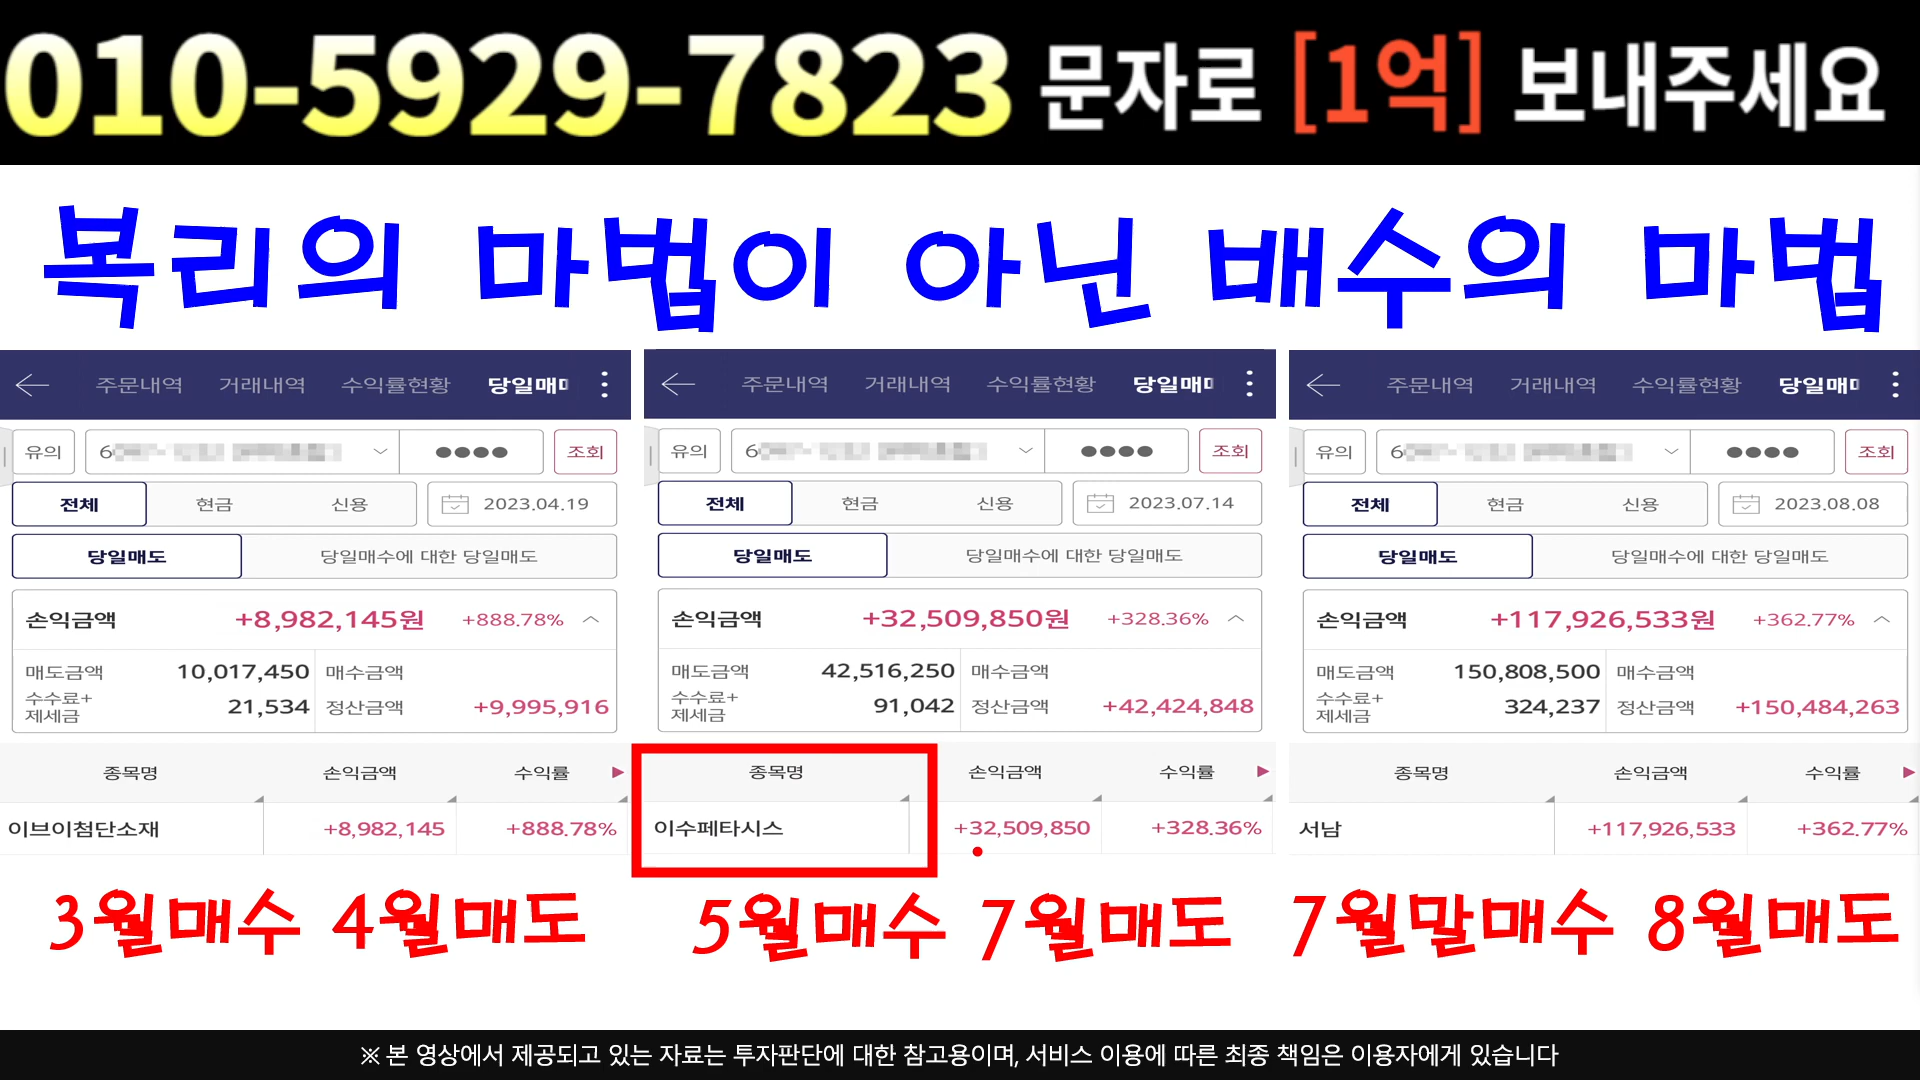 010-5929-7823 문자로 [1억] 보내주세요
복리의 마법이 아닌 배수의 마법
주문내역 거래내역 수익률현황 당일매매
유의 6 ●●●● 조회
전체 현금 신용 2023.04.19
당일매도 당일매수에 대한 당일매도
손익금액 +8,982,145원 +888.78%
매도금액 10,017,450 매수금액
수수료+
제세금 21,534 정산금액 +9,995,916
종목명 손익금액 수익률
이브이첨단소재 +8,982,145 +888.78%
3월매수 4월매도
주문내역 거래내역 수익률현황 당일매매
유의 6 ●●●● 조회
전체 현금 신용 2023.07.14
당일매도 당일매수에 대한 당일매도
손익금액 +32,509,850원 +328.36%
매도금액 42,516,250 매수금액
수수료+
제세금 91,042 정산금액 +42,424,848
종목명 손익금액 수익률
이수페타시스 +32,509,850 +328.36%
5월매수 7월매도
주문내역 거래내역 수익률현황 당일매매
유의 6 ●●●● 조회
전체 현금 신용 2023.08.08
당일매도 당일매수에 대한 당일매도
손익금액 +117,926,533원 +362.77%
매도금액 150,808,500 매수금액
수수료+
제세금 324,237 정산금액 +150,484,263
종목명 손익금액 수익률
서남 +117,926,533 +362.77%
7월말매수 8월매도
※ 본 영상에서 제공되고 있는 자료는 투자판단에 대한 참고용이며, 서비스 이용에 따른 최종 책임은 이용자에게 있습니다